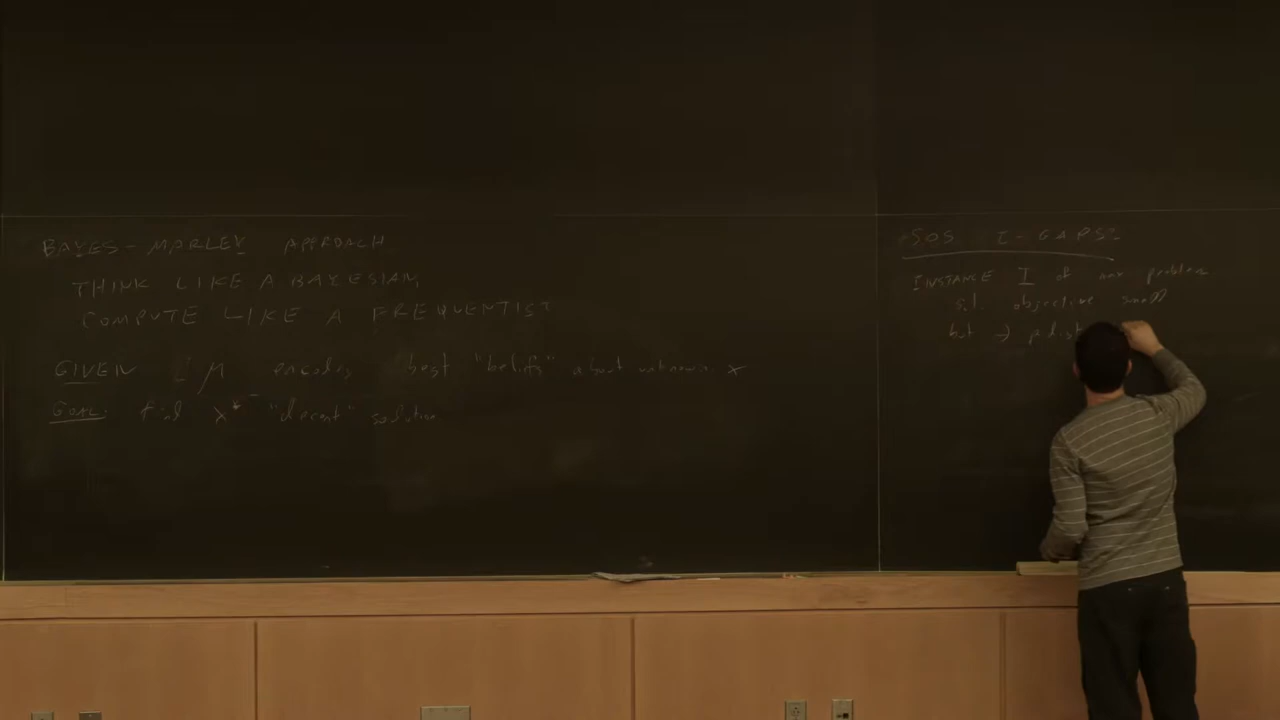 BAYES-MARLEY APPROACH
THINK LIKE A BAYESIAN,
COMPUTE LIKE A FREQUENTIST
GIVEN μ encodes best "beliefs" about unknown x
GOAL: find x* "decent" solution
SOS I-GAPS:
INSTANCE I of our problem
s.t. objective small
but